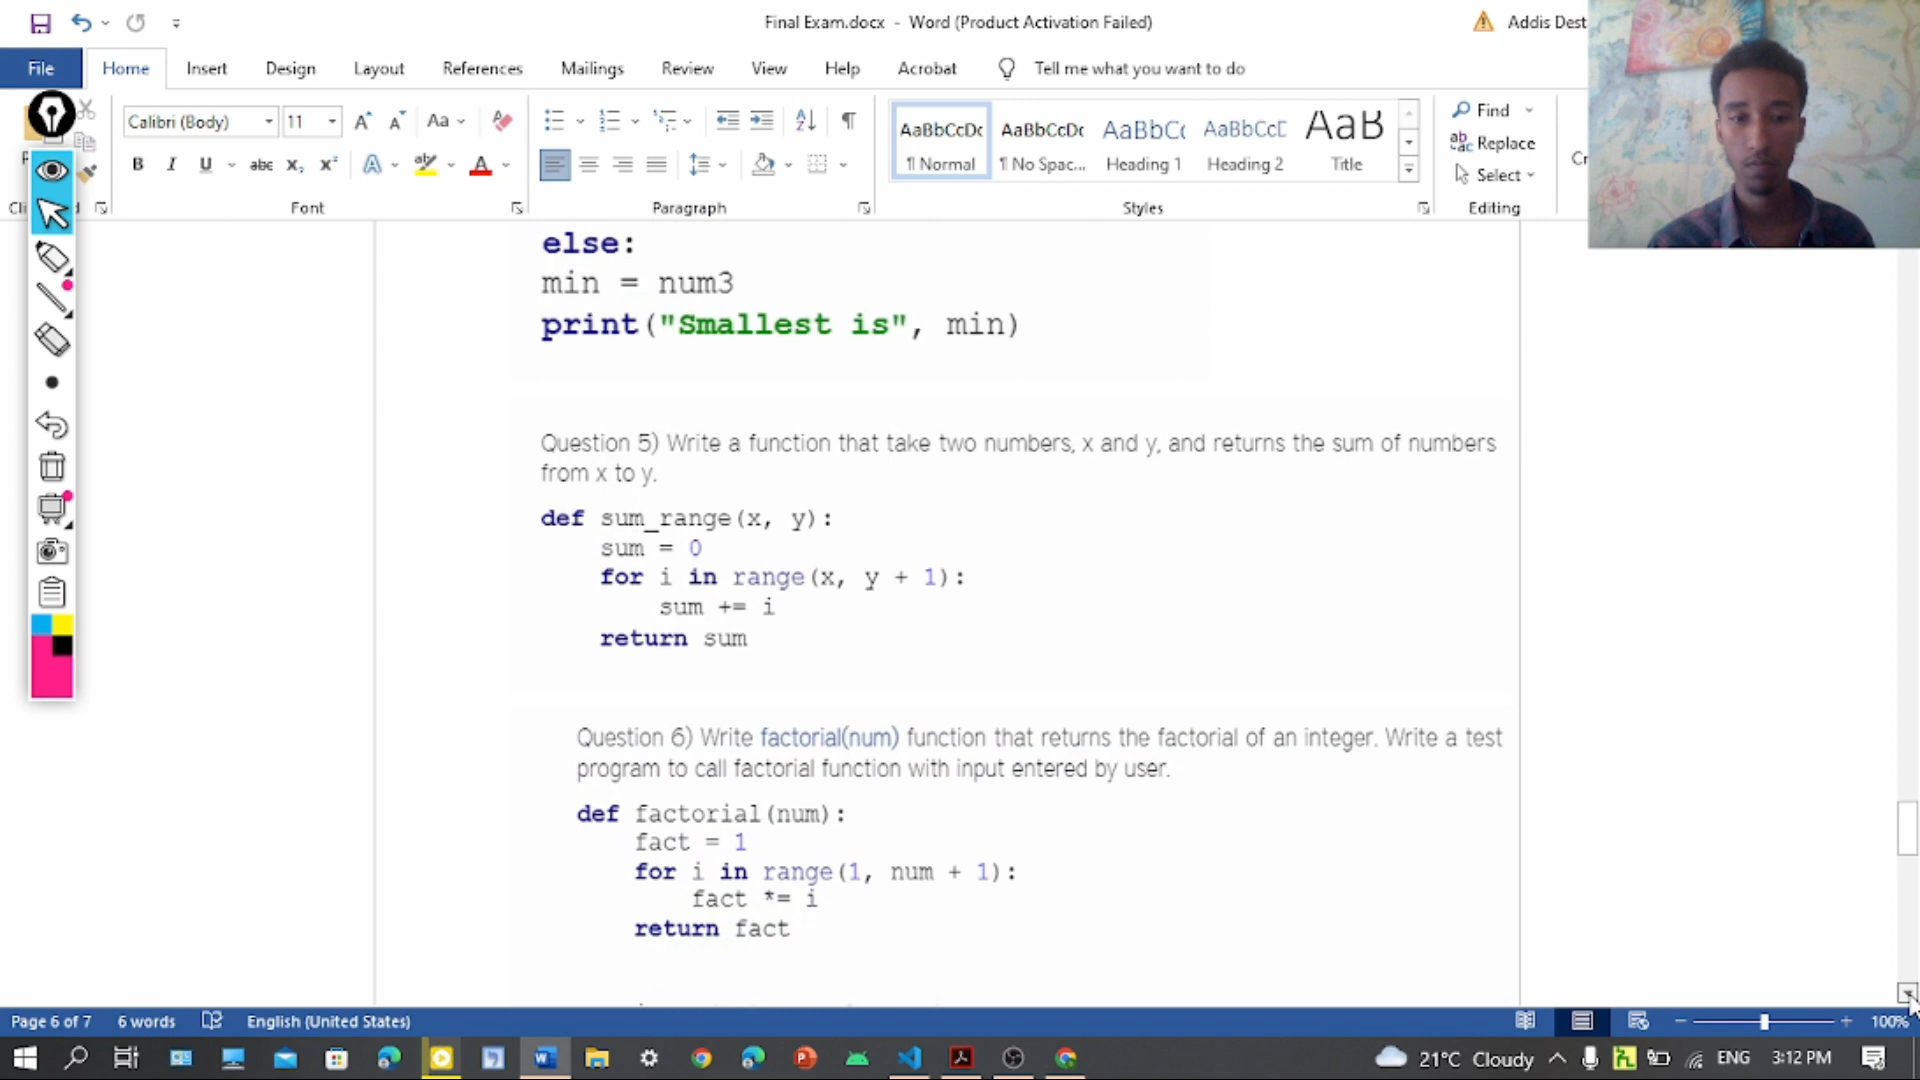 Final Exam.docx - Word (Product Activation Failed)
Addis Dest
File Home Insert Design Layout References Mailings Review View Help Acrobat Tell me what you want to do
Calibri (Body) 11 Aa
AaBbCcDc AaBbCcDc AaBbC AaBbCcD AaB
¶ Normal ¶ No Spac... Heading 1 Heading 2 Title
Find
Replace
Select
Font Paragraph Styles Editing
else:
min = num3
print("Smallest is", min)
Question 5) Write a function that take two numbers, x and y, and returns the sum of numbers
from x to y.
def sum_range(x, y):
sum = 0
for i in range(x, y + 1):
sum += i
return sum
Question 6) Write factorial(num) function that returns the factorial of an integer. Write a test
program to call factorial function with input entered by user.
def factorial(num):
fact = 1
for i in range(1, num + 1):
fact *= i
return fact
Page 6 of 7 6 words English (United States) 100%
21°C Cloudy ENG 3:12 PM